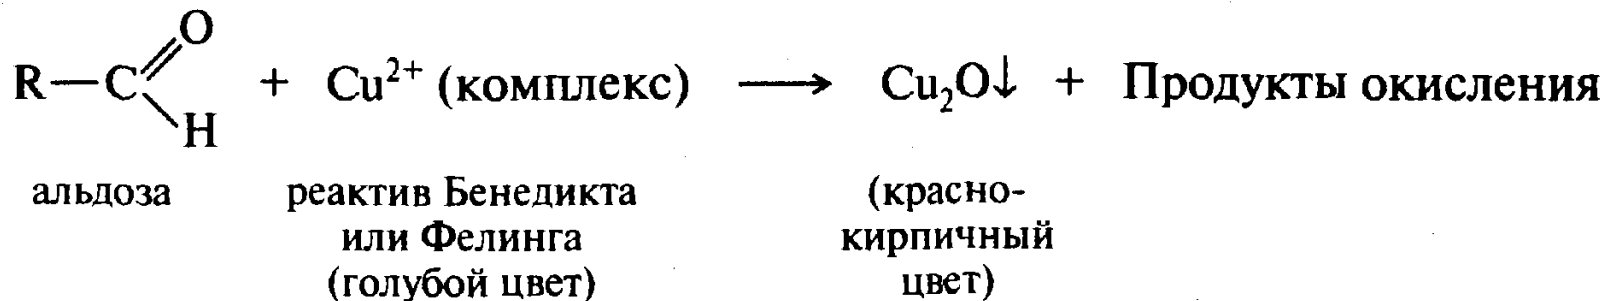 R—C(=O)H + Cu²⁺ (комплекс) ⟶ Cu₂O↓ + Продукты окисления
альдоза
реактив Бенедикта
или Фелинга
(голубой цвет)
(красно-
кирпичный
цвет)